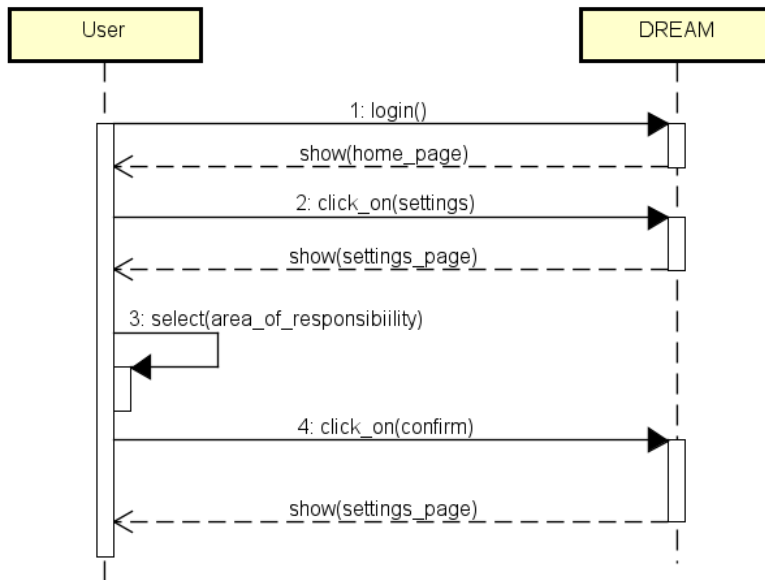 User
DREAM
1: login()
show(home_page)
2: click_on(settings)
show(settings_page)
3: select(area_of_responsibiility)
4: click_on(confirm)
show(settings_page)